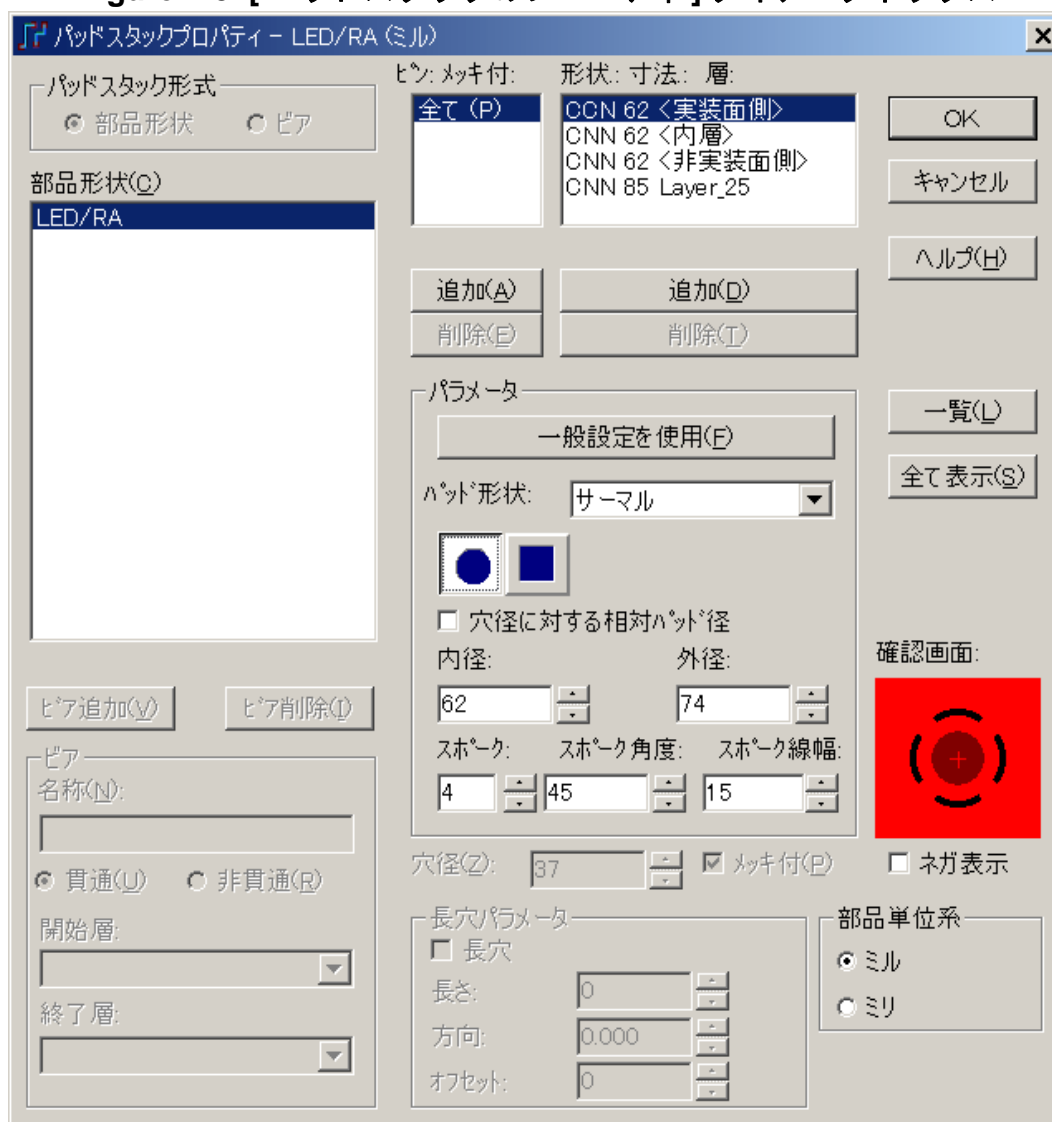 パッドスタックプロパティ - LED/RA (ミル)
パッドスタック形式
部品形状
ビア
部品形状(C)
LED/RA
ビア追加(V)
ビア削除(I)
ビア
名称(N):
貫通(U)
非貫通(R)
開始層:
終了層:
ピン: メッキ付:
全て (P)
形状.: 寸法.: 層:
CCN 62 <実装面側>
CNN 62 <内層>
CNN 62 <非実装面側>
CNN 85 Layer_25
追加(A)
追加(D)
削除(E)
削除(T)
パラメータ
一般設定を使用(F)
パッド形状:
サーマル
穴径に対する相対パッド径
内径:
外径:
62
74
スポーク:
スポーク角度:
スポーク線幅:
4
45
15
穴径(Z):
37
メッキ付(P)
長穴パラメータ
長穴
長さ:
0
方向:
0.000
オフセット:
0
OK
キャンセル
ヘルプ(H)
一覧(L)
全て表示(S)
確認画面:
ネガ表示
部品単位系
ミル
ミリ